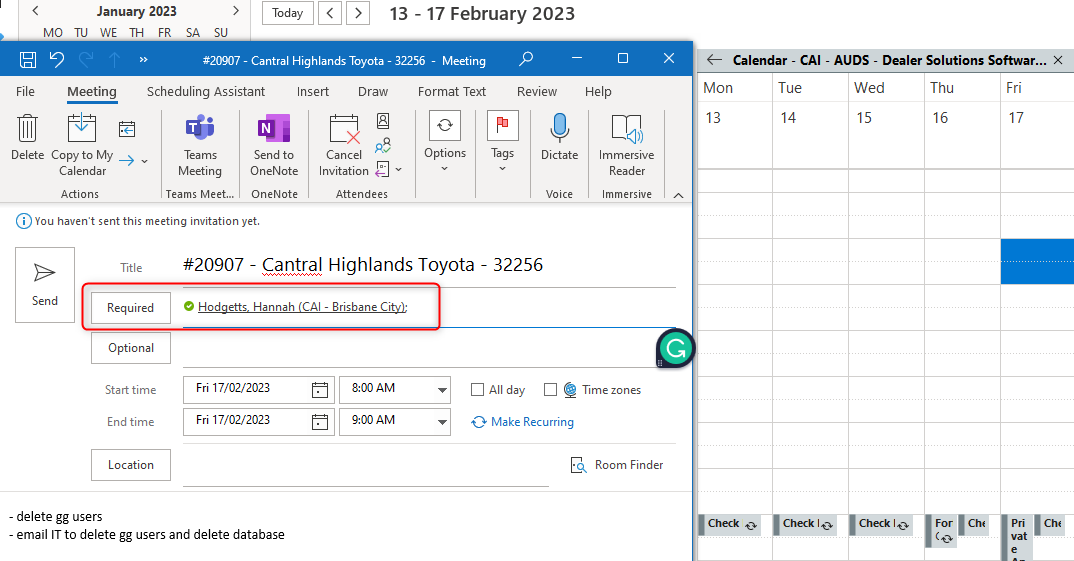 January 2023
MO TU WE TH FR SA SU
Today
13 - 17 February 2023
#20907 - Cantral Highlands Toyota - 32256 - Meeting
File Meeting Scheduling Assistant Insert Draw Format Text Review Help
Delete
Copy to My
Calendar
Actions
Teams
Meeting
Teams Meet...
Send to
OneNote
OneNote
Cancel
Invitation
Attendees
Options
Tags
Dictate
Voice
Immersive
Reader
Immersive
You haven't sent this meeting invitation yet.
Send
Title
#20907 - Cantral Highlands Toyota - 32256
Required
Hodgetts, Hannah (CAI - Brisbane City);
Optional
Start time
Fri 17/02/2023
8:00 AM
All day
Time zones
End time
Fri 17/02/2023
9:00 AM
Make Recurring
Location
Room Finder
- delete gg users
- email IT to delete gg users and delete database
Calendar - CAI - AUDS - Dealer Solutions Softwar...
Mon Tue Wed Thu Fri
13 14 15 16 17
Check
Check
Check
For
Che
Pri
vat
e
Che